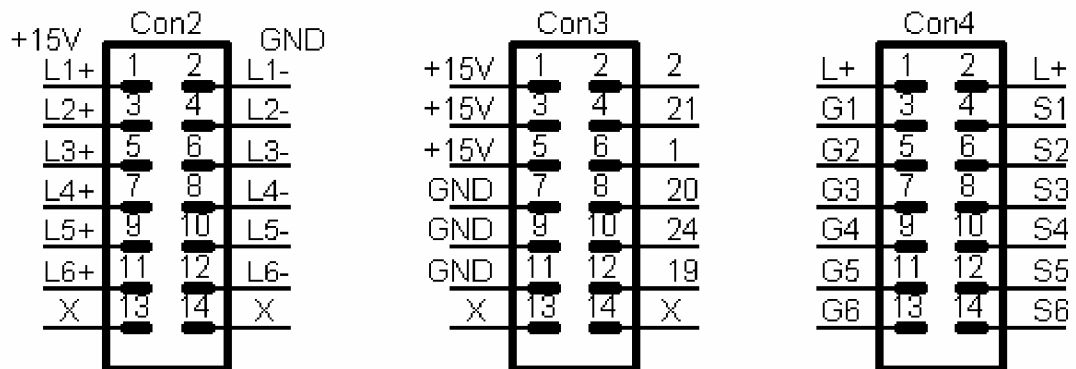 Con2 Con3 Con4
+15V GND
L1+ 1 2 L1- +15V 1 2 2 L+ 1 2 L+
L2+ 3 4 L2- +15V 3 4 21 G1 3 4 S1
L3+ 5 6 L3- +15V 5 6 1 G2 5 6 S2
L4+ 7 8 L4- GND 7 8 20 G3 7 8 S3
L5+ 9 10 L5- GND 9 10 24 G4 9 10 S4
L6+ 11 12 L6- GND 11 12 19 G5 11 12 S5
X 13 14 X X 13 14 X G6 13 14 S6